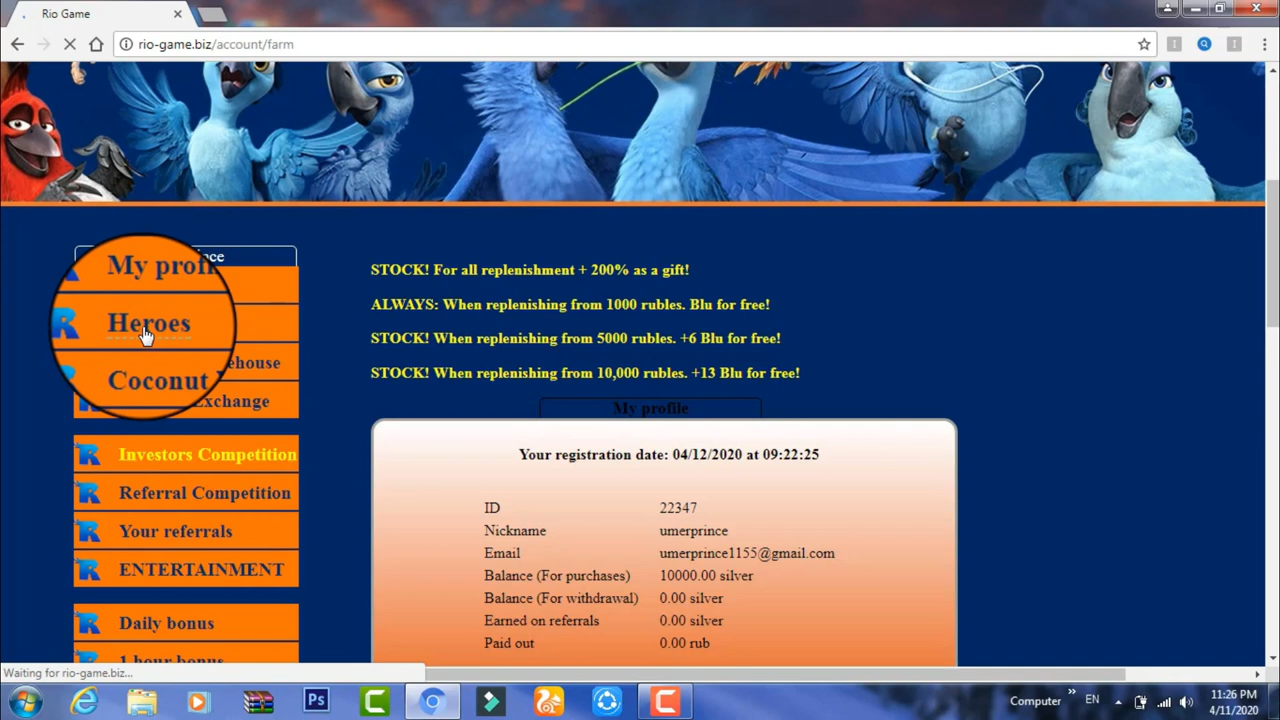 Rio Game
rio-game.biz/account/farm
My profi
Heroes
Coconut
Exchange
Investors Competition
Referral Competition
Your referrals
ENTERTAINMENT
Daily bonus
1 hour bonus
STOCK! For all replenishment + 200% as a gift!
ALWAYS: When replenishing from 1000 rubles. Blu for free!
STOCK! When replenishing from 5000 rubles. +6 Blu for free!
STOCK! When replenishing from 10,000 rubles. +13 Blu for free!
My profile
Your registration date: 04/12/2020 at 09:22:25
ID 22347
Nickname umerprince
Email umerprince1155@gmail.com
Balance (For purchases) 10000.00 silver
Balance (For withdrawal) 0.00 silver
Earned on referrals 0.00 silver
Paid out 0.00 rub
Waiting for rio-game.biz...
Ps
Computer
EN
11:26 PM
4/11/2020